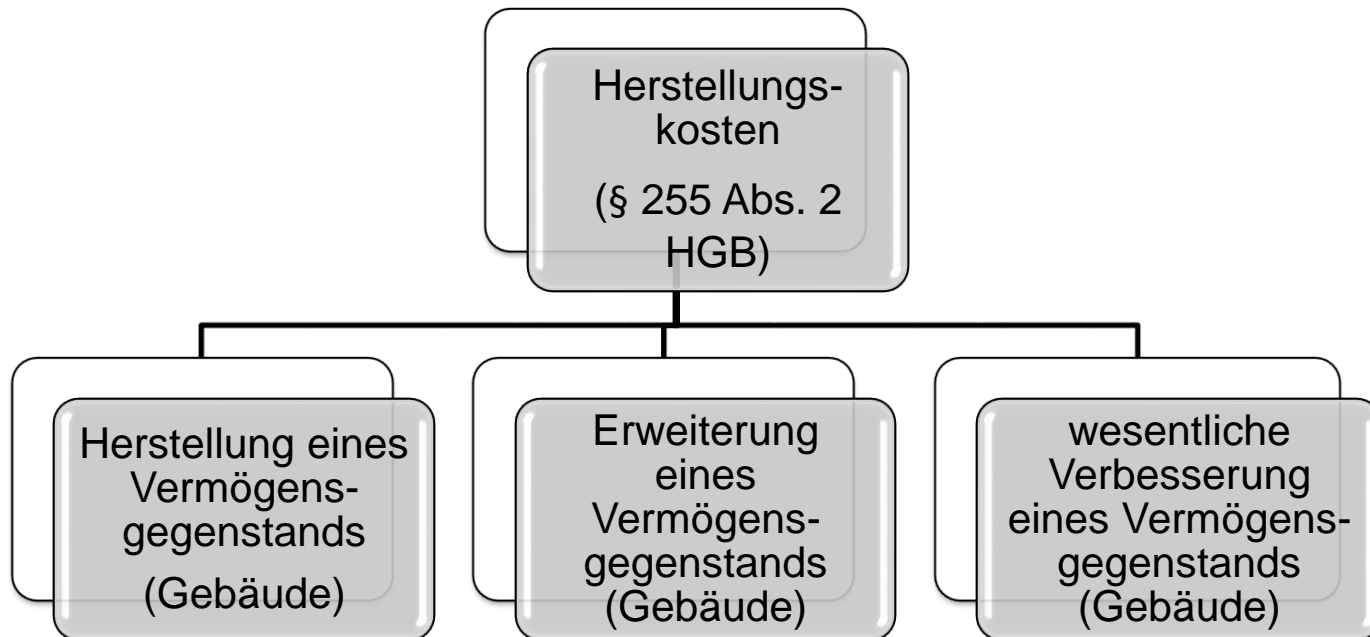 Herstellungs-
kosten
(§ 255 Abs. 2
HGB)
Herstellung eines
Vermögens-
gegenstands
(Gebäude)
Erweiterung
eines
Vermögens-
gegenstands
(Gebäude)
wesentliche
Verbesserung
eines Vermögens-
gegenstands
(Gebäude)